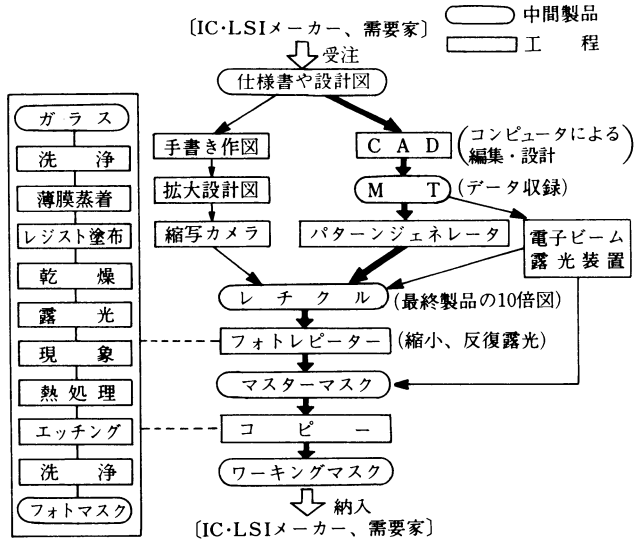 〔IC·LSIメーカー、需要家〕
中間製品
工程
受注
仕様書や設計図
ガラス
洗浄
薄膜蒸着
レジスト塗布
乾燥
露光
現象
熱処理
エッチング
洗浄
フォトマスク
手書き作図
拡大設計図
縮写カメラ
CAD
(コンピュータによる
編集·設計)
MT
(データ収録)
パターンジェネレータ
電子ビーム
露光装置
レチクル
(最終製品の10倍図)
フォトレピーター
(縮小、反復露光)
マスターマスク
コピー
ワーキングマスク
納入
〔IC·LSIメーカー、需要家〕